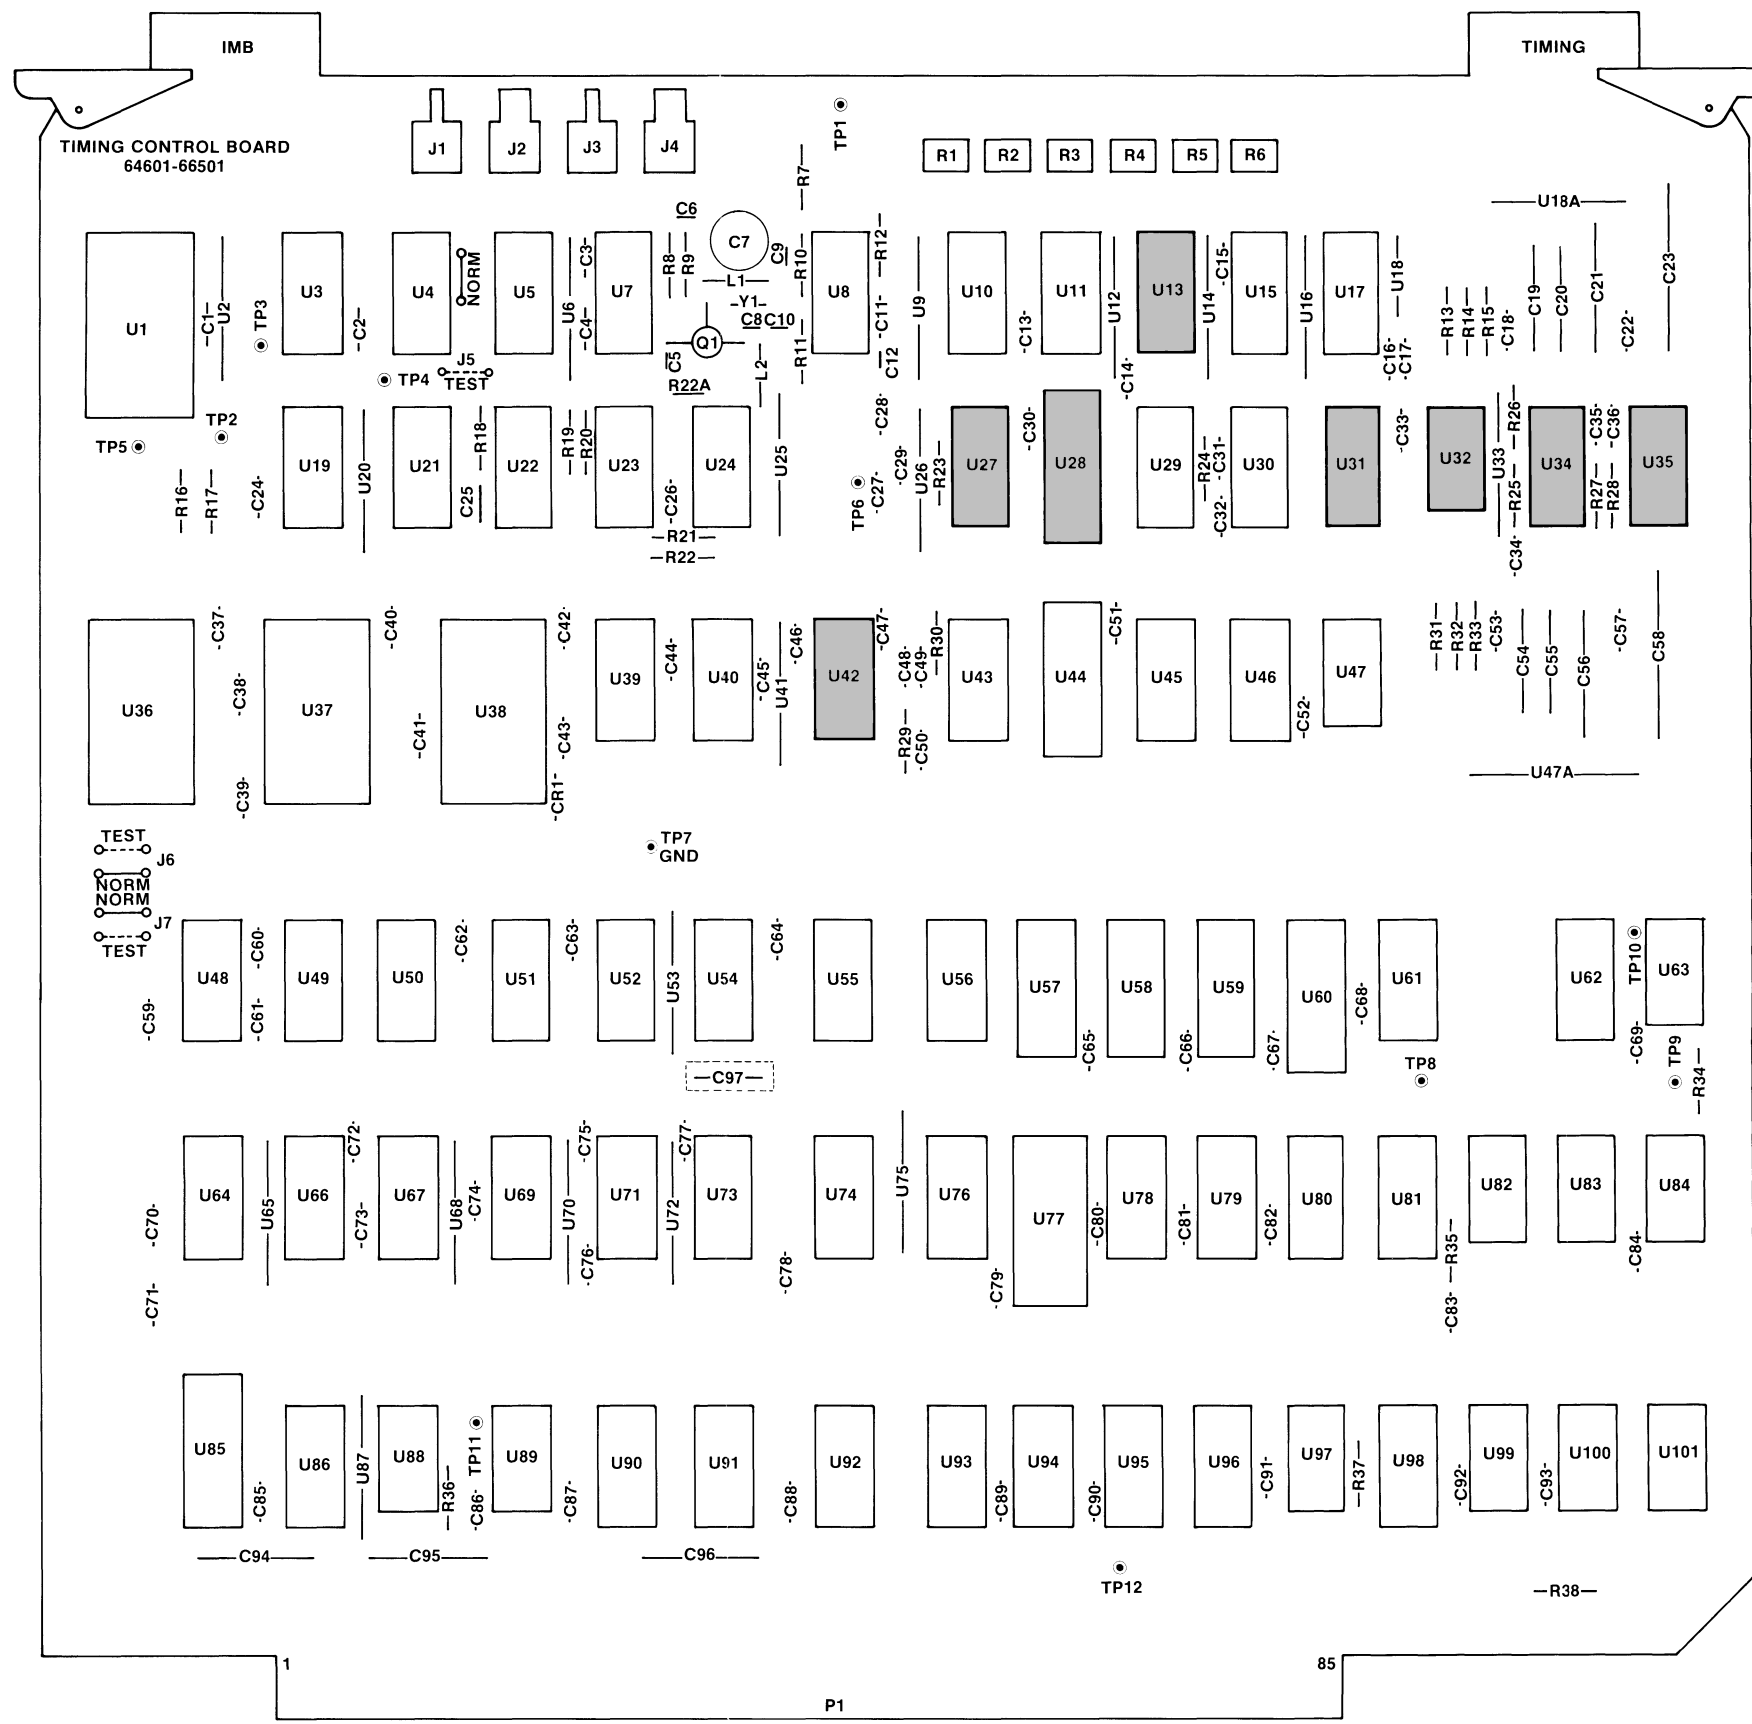 IMB
TIMING
TIMING CONTROL BOARD
64601-66501
J1
J2
J3
J4
TP1
R1
R2
R3
R4
R5
R6
R7
U18A
C6
C7
C9
R8
R9
R10
R12
L1
Y1
C8
C10
Q1
C5
R22A
L2
R11
C11
C12
U1
C1
U2
TP3
U3
C2
U4
NORM
U5
U6
C3
C4
U7
U8
U9
U10
C13
U11
U12
C14
U13
U14
C15
U15
U16
U17
U18
C16
C17
R13
R14
R15
C18
C19
C20
C21
C22
C23
J5
TEST
TP4
TP2
TP5
R16
R17
C24
U19
U20
U21
R18
C25
U22
R19
R20
U23
C26
U24
U25
R21
R22
TP6
C27
C28
C29
U26
R23
U27
C30
U28
U29
R24
C31
C32
U30
U31
C33
U32
U33
R26
R25
C34
U34
C35
C36
R27
R28
U35
U36
C37
C38
C39
U37
C40
C41
U38
C42
C43
CR1
U39
C44
U40
C45
U41
C46
U42
C47
C48
C49
R30
R29
C50
U43
U44
C51
U45
U46
C52
U47
R31
R32
R33
C53
C54
C55
C56
C57
C58
U47A
TEST
J6
NORM
NORM
J7
TEST
TP7
GND
C59
U48
C60
C61
U49
U50
C62
U51
C63
U52
U53
U54
C64
U55
U56
U57
C65
U58
C66
U59
C67
U60
C68
U61
U62
TP10
U63
C69
TP9
R34
TP8
C97
C70
C71
U64
U65
U66
C72
C73
U67
U68
C74
U69
U70
C75
C76
U71
U72
C77
U73
C78
U74
U75
U76
C79
U77
C80
U78
C81
U79
C82
U80
U81
R35
C83
U82
U83
C84
U84
U85
C85
U86
U87
U88
R36
TP11
C86
U89
C87
U90
U91
C88
U92
U93
C89
U94
C90
U95
U96
C91
U97
R37
U98
C92
U99
C93
U100
U101
C94
C95
C96
TP12
R38
1
85
P1